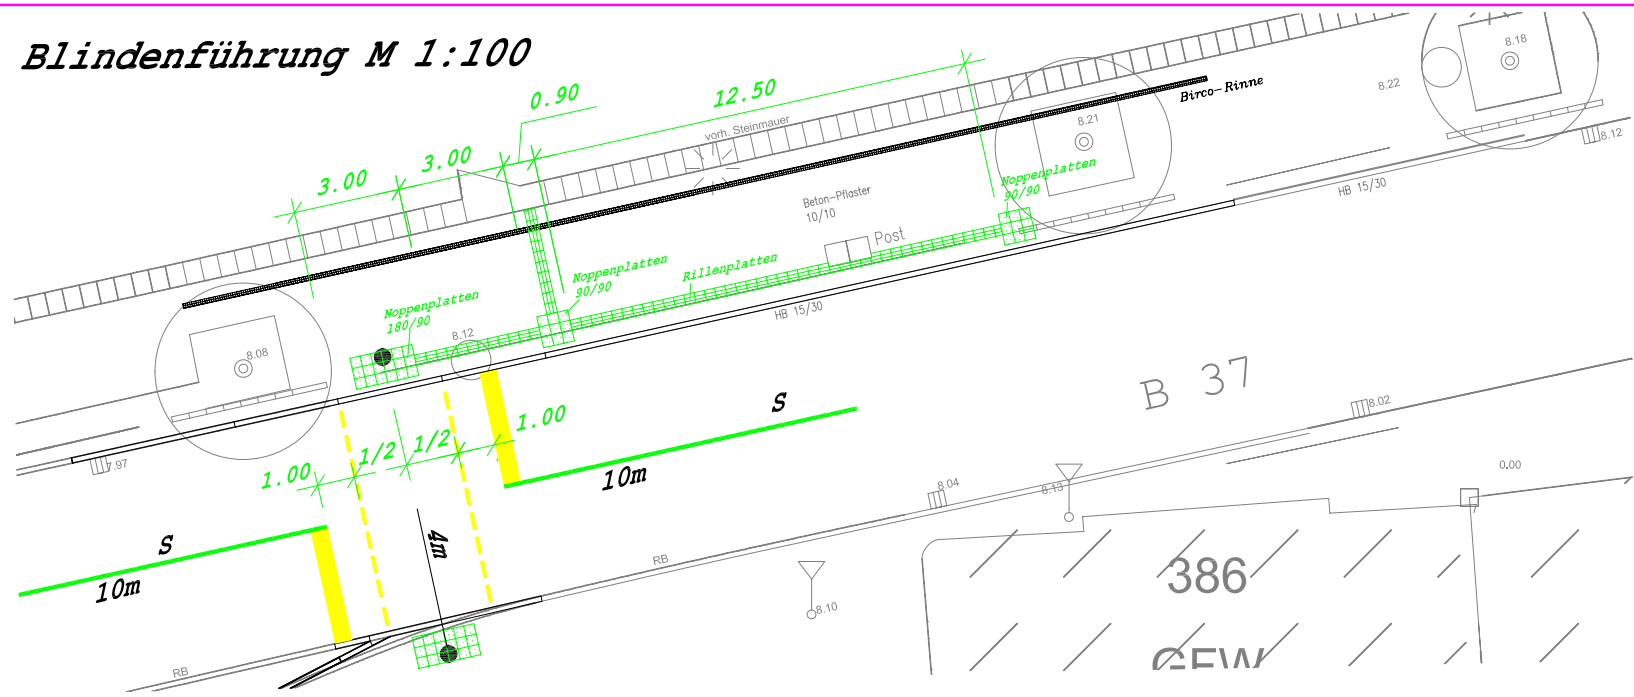 Blindenführung M 1:100
0.90
12.50
3.00
3.00
vorh. Steinmauer
Birco-Rinne
8.18
8.22
8.21
8.12
Noppenplatten
90/90
HB 15/30
Beton-Pflaster
10/10
Post
Noppenplatten
90/90
Rillenplatten
Noppenplatten
180/90
8.12
HB 15/30
8.08
B 37
S
10m
8.02
1.00
1/2
1/2
1.00
7.97
0.00
8.04
8.13
7
4m
S
10m
RB
386
8.10
GEW
RB